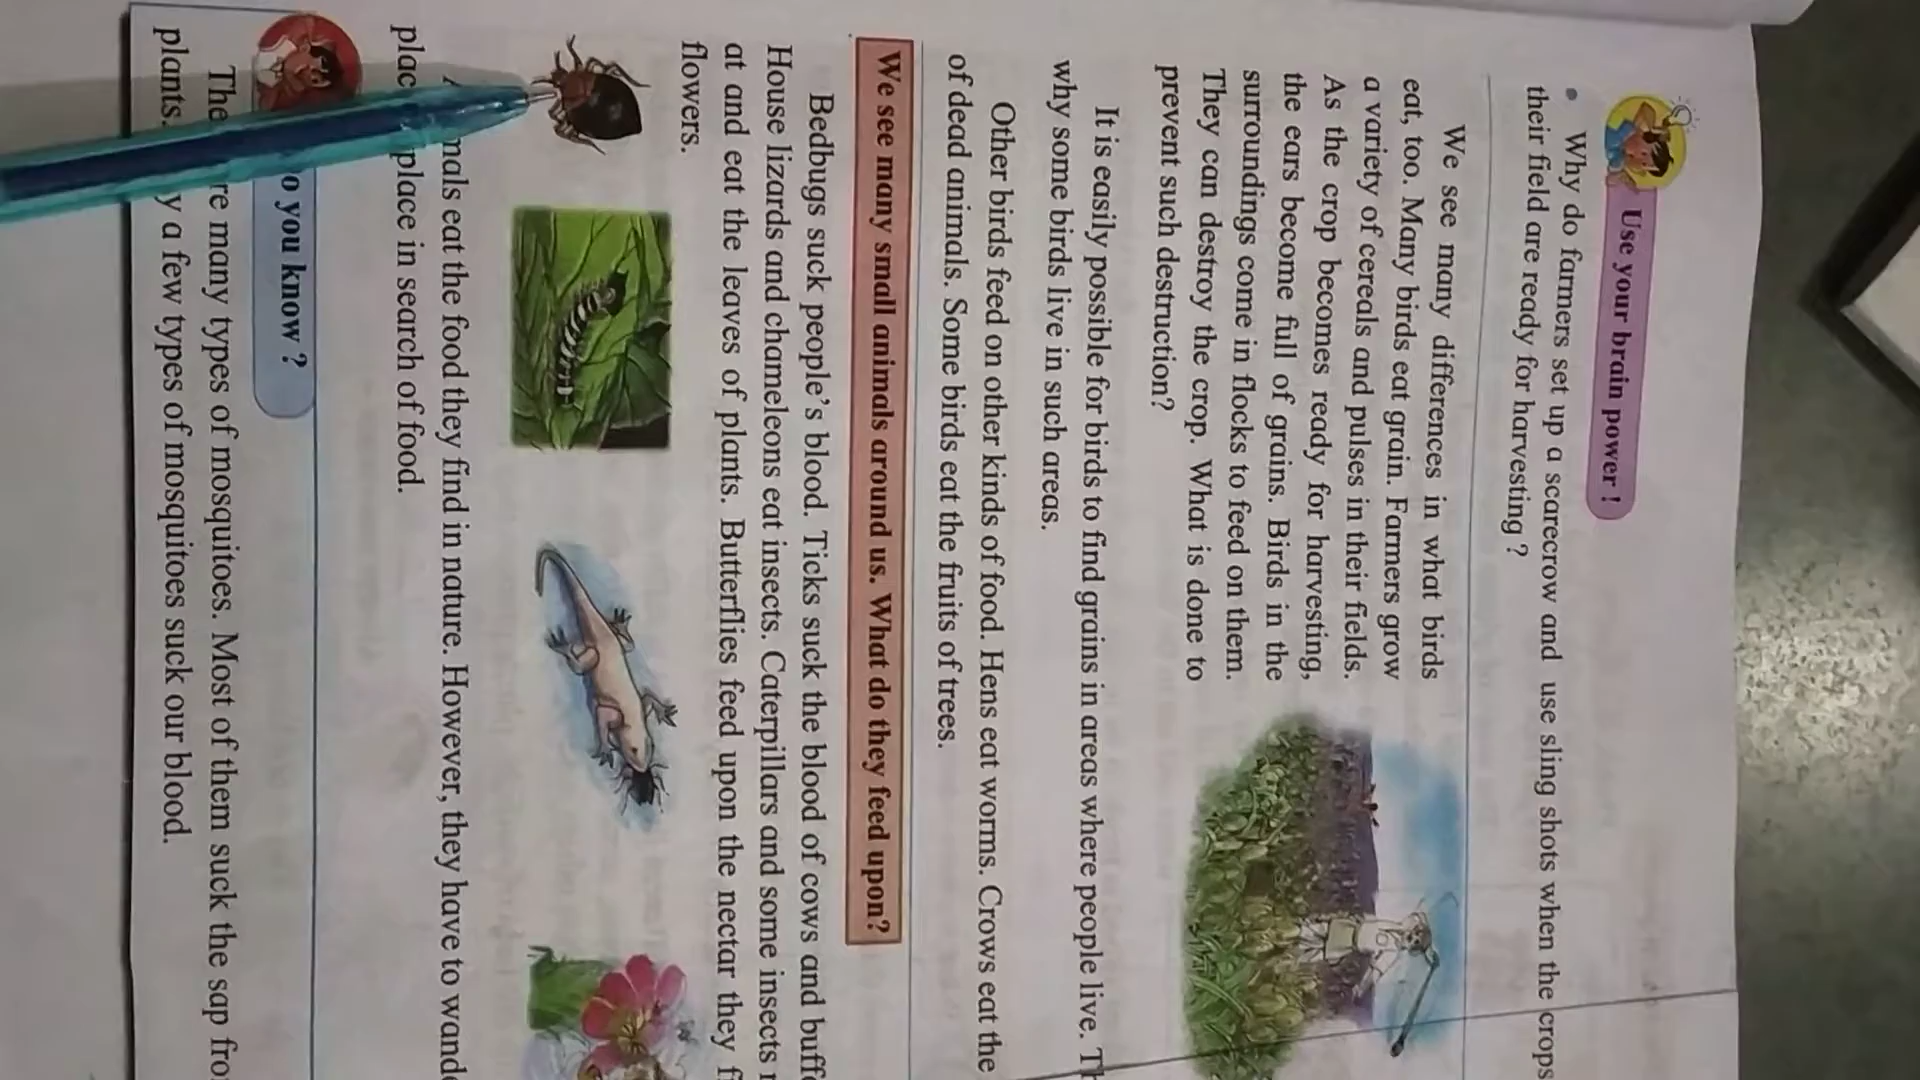 Use your brain power !
• Why do farmers set up a scarecrow and use sling shots when the crops
their field are ready for harvesting ?
We see many differences in what birds
eat, too. Many birds eat grain. Farmers grow
a variety of cereals and pulses in their fields.
As the crop becomes ready for harvesting,
the ears become full of grains. Birds in the
surroundings come in flocks to feed on them.
They can destroy the crop. What is done to
prevent such destruction?
It is easily possible for birds to find grains in areas where people live.
why some birds live in such areas.
Other birds feed on other kinds of food. Hens eat worms. Crows eat the
of dead animals. Some birds eat the fruits of trees.
We see many small animals around us. What do they feed upon?
Bedbugs suck people's blood. Ticks suck the blood of cows and
House lizards and chameleons eat insects. Caterpillars and some insects
at and eat the leaves of plants. Butterflies feed upon the nectar they
flowers.
eat the food they find in nature. However, they have to
place in search of food.
you know ?
many types of mosquitoes. Most of them suck the sap
plants. a few types of mosquitoes suck our blood.